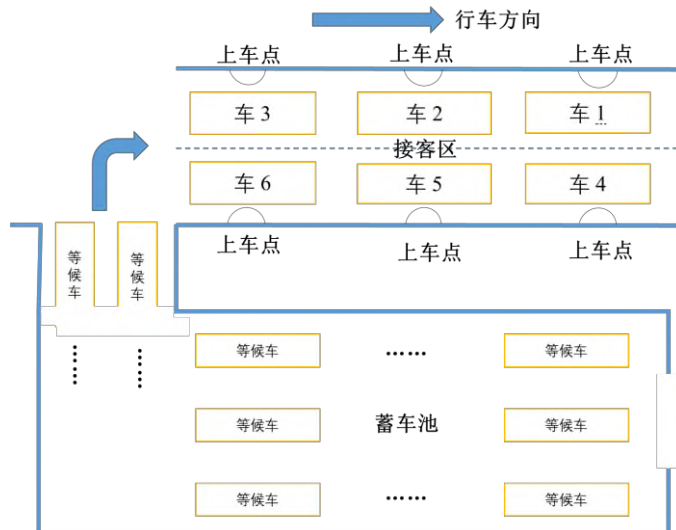 行车方向
上车点 上车点 上车点
车 3 车 2 车 1
接客区
车 6 车 5 车 4
上车点 上车点 上车点
等候车 等候车
······ ······
等候车 ······ 等候车
等候车 蓄车池 等候车
等候车 ······ 等候车